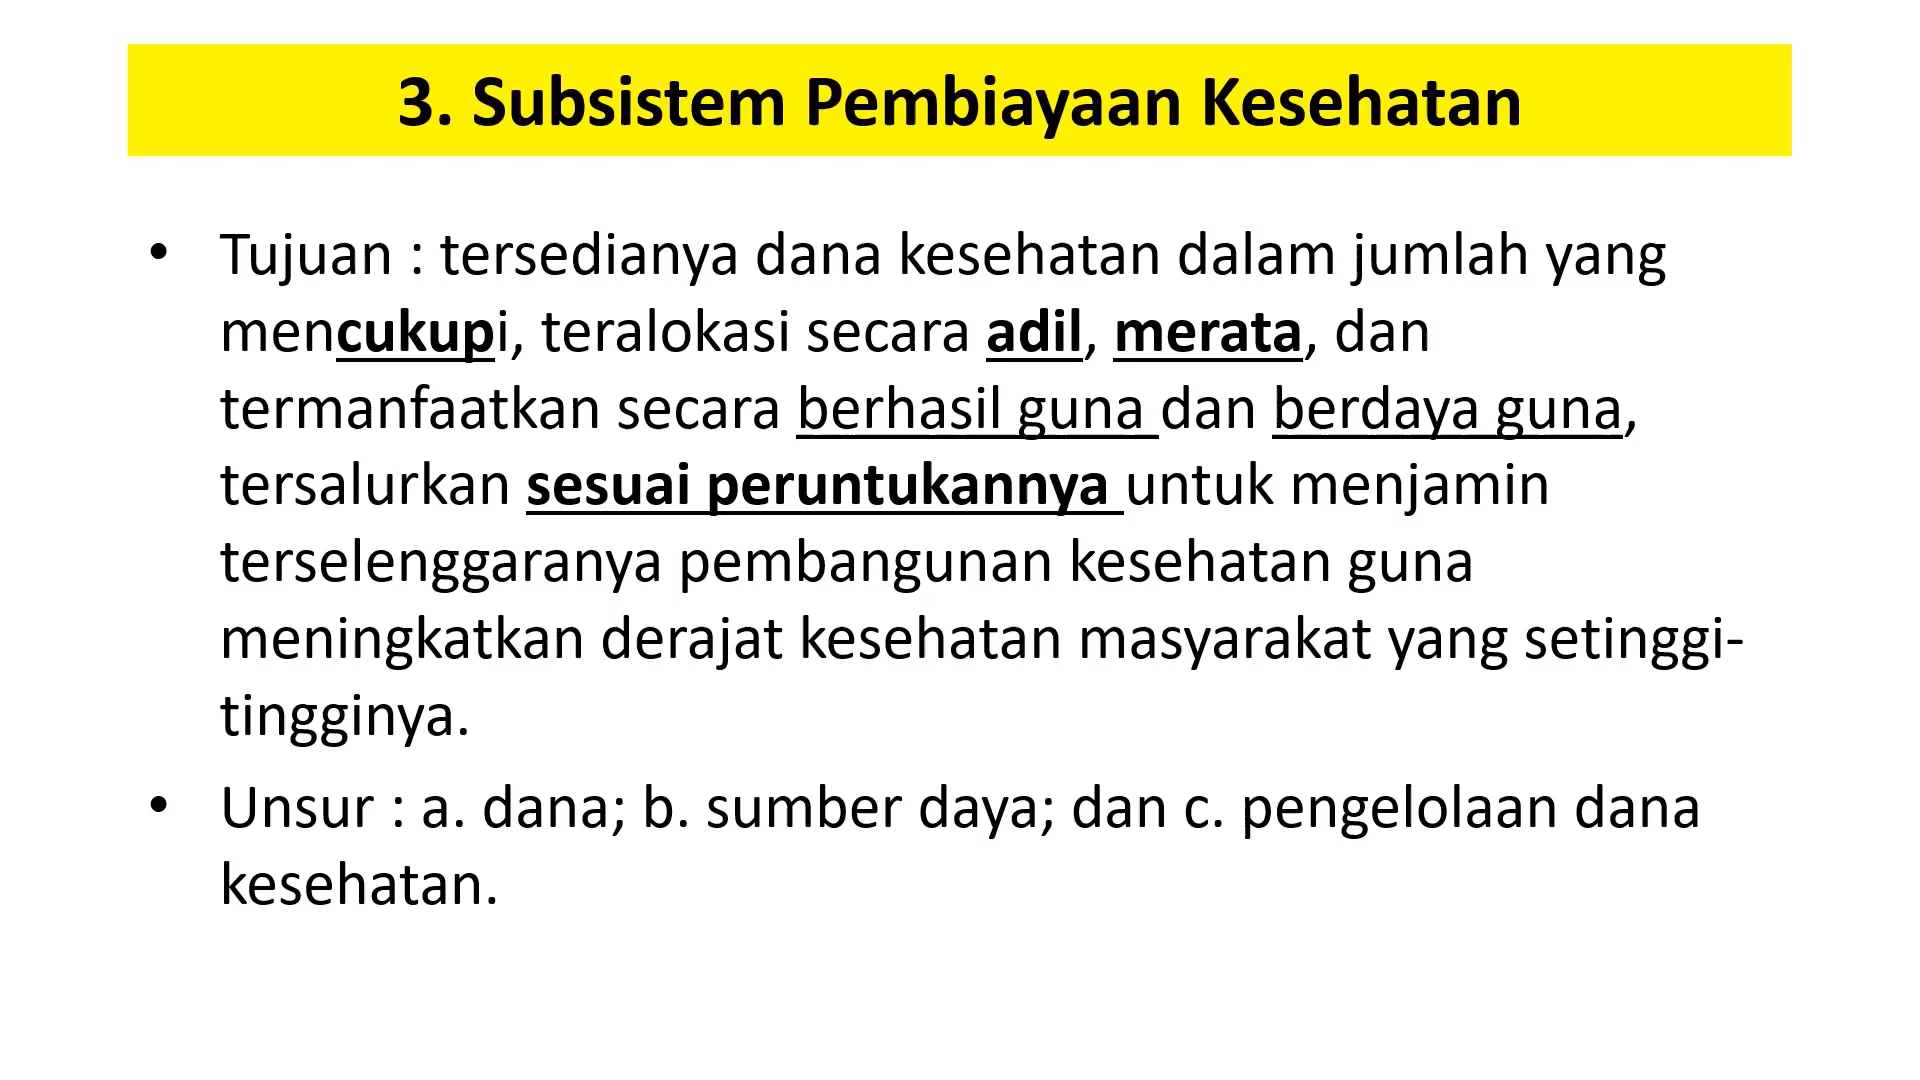 3. Subsistem Pembiayaan Kesehatan
• Tujuan : tersedianya dana kesehatan dalam jumlah yang
mencukupi, teralokasi secara adil, merata, dan
termanfaatkan secara berhasil guna dan berdaya guna,
tersalurkan sesuai peruntukannya untuk menjamin
terselenggaranya pembangunan kesehatan guna
meningkatkan derajat kesehatan masyarakat yang setinggi-
tingginya.
• Unsur : a. dana; b. sumber daya; dan c. pengelolaan dana
kesehatan.